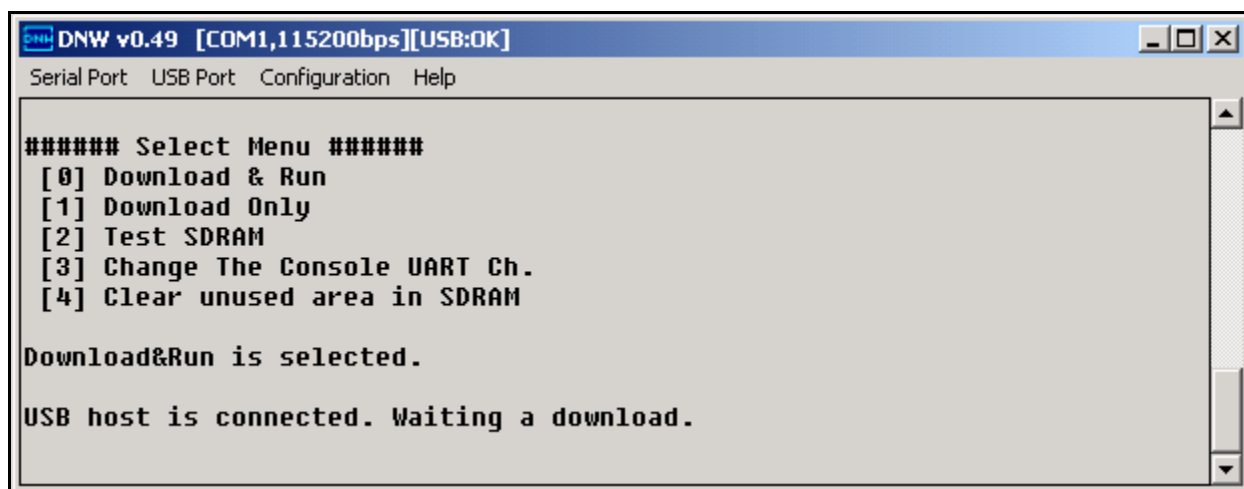 DNW DNW v0.49 [COM1,115200bps][USB:OK]
Serial Port USB Port Configuration Help
###### Select Menu ######
[0] Download & Run
[1] Download Only
[2] Test SDRAM
[3] Change The Console UART Ch.
[4] Clear unused area in SDRAM
Download&Run is selected.
USB host is connected. Waiting a download.